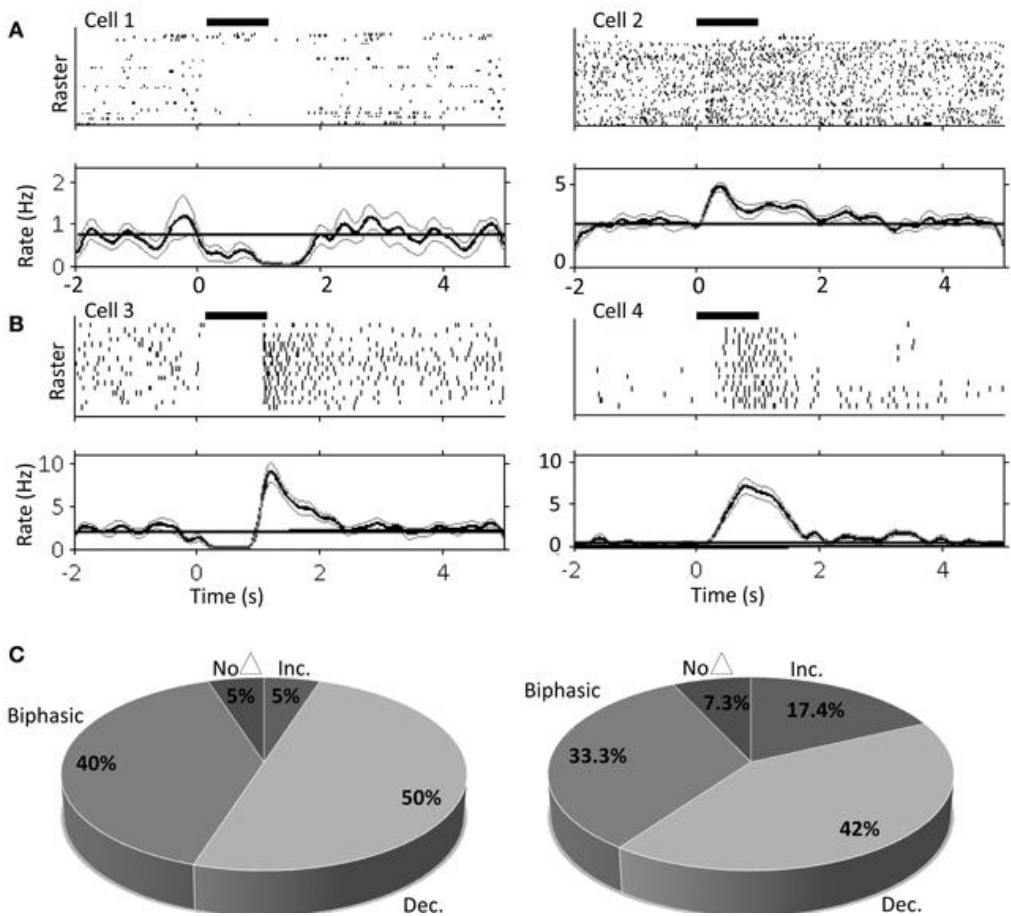 A
Cell 1
Cell 2
Raster
Rate (Hz)
2
1
0
-2 0 2 4
5
0
-2 0 2 4
B
Cell 3
Cell 4
Raster
Rate (Hz)
10
5
0
-2 0 2 4
Time (s)
10
5
0
-2 0 2 4
Time (s)
C
No△ Inc.
5% 5%
Biphasic
40%
50%
Dec.
No△ Inc.
7.3% 17.4%
Biphasic
33.3%
42%
Dec.